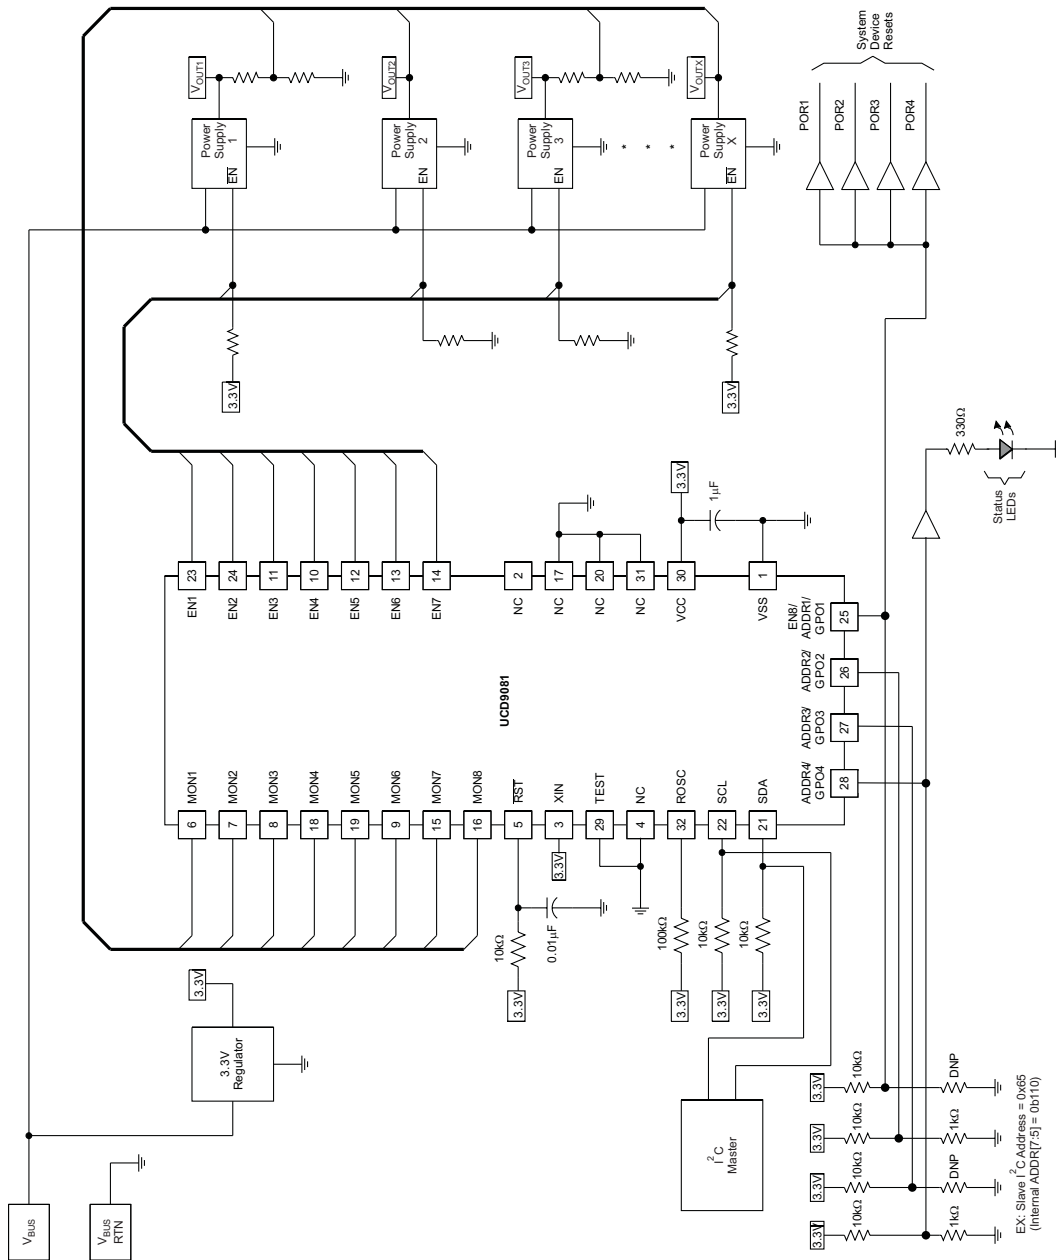 V_BUS
V_BUS
RTN
3.3V
Regulator
3.3V
MON1
6
MON2
7
MON3
8
MON4
18
MON5
19
MON6
9
MON7
15
MON8
16
RST
5
XIN
3
TEST
29
NC
4
ROSC
32
SCL
22
SDA
21
10kΩ
0.01µF
3.3V
3.3V
100kΩ
10kΩ
10kΩ
3.3V
3.3V
3.3V
UCD9081
EN1
23
EN2
24
EN3
11
EN4
10
EN5
12
EN6
13
EN7
14
NC
2
NC
17
NC
20
NC
31
VCC
30
VSS
1
EN8/
ADDR1/
GPO1
25
ADDR2/
GPO2
26
ADDR3/
GPO3
27
ADDR4/
GPO4
28
3.3V
1µF
3.3V
3.3V
V_OUT1
Power
Supply
1
EN
V_OUT2
Power
Supply
2
EN
V_OUT3
Power
Supply
3
EN
*
*
*
V_OUTX
Power
Supply
X
EN
POR1
POR2
POR3
POR4
System
Device
Resets
330Ω
Status
LEDs
I²C
Master
3.3V
10kΩ
1kΩ
3.3V
10kΩ
DNP
3.3V
10kΩ
1kΩ
3.3V
10kΩ
DNP
EX: Slave I²C Address = 0x65
(Internal ADDR[7:5] = 0b110)